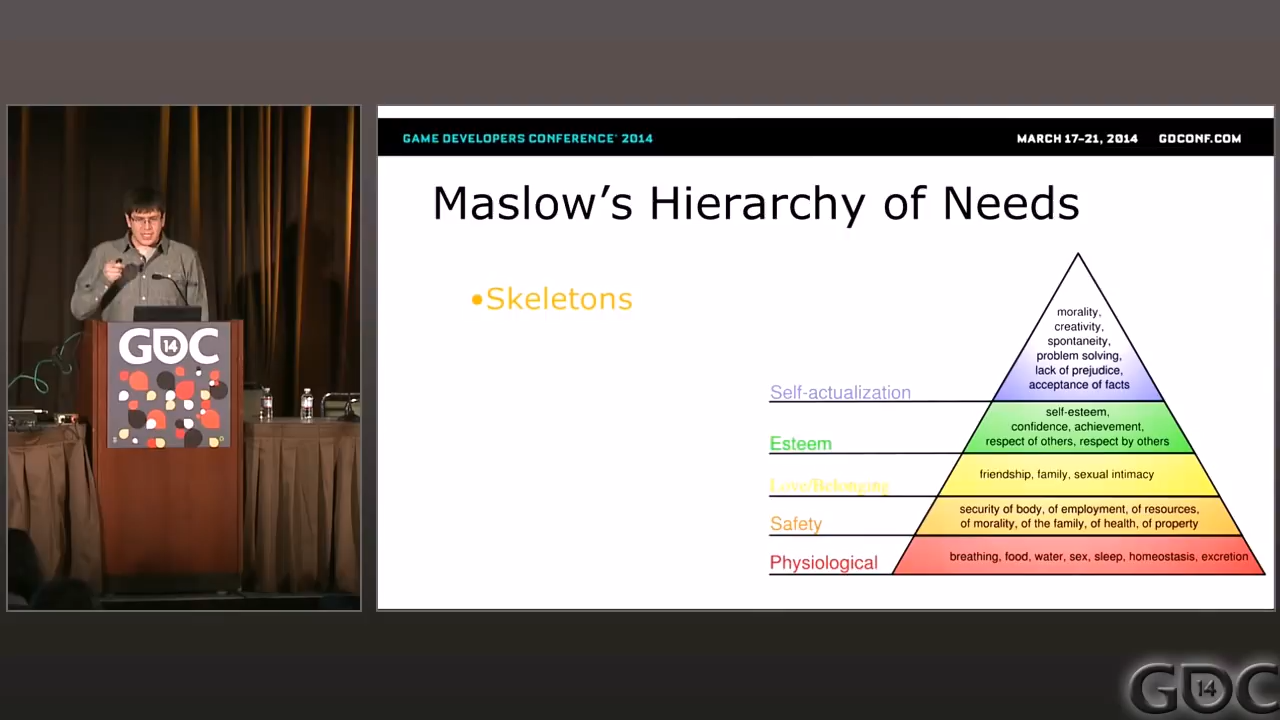 GAME DEVELOPERS CONFERENCE® 2014
MARCH 17–21, 2014 GDCONF.COM
Maslow's Hierarchy of Needs
•Skeletons
morality,
creativity,
spontaneity,
problem solving,
lack of prejudice,
acceptance of facts
Self-actualization
self-esteem,
confidence, achievement,
respect of others, respect by others
Esteem
friendship, family, sexual intimacy
Love/Belonging
security of body, of employment, of resources,
of morality, of the family, of health, of property
Safety
breathing, food, water, sex, sleep, homeostasis, excretion
Physiological
GDC
14
GDC
14